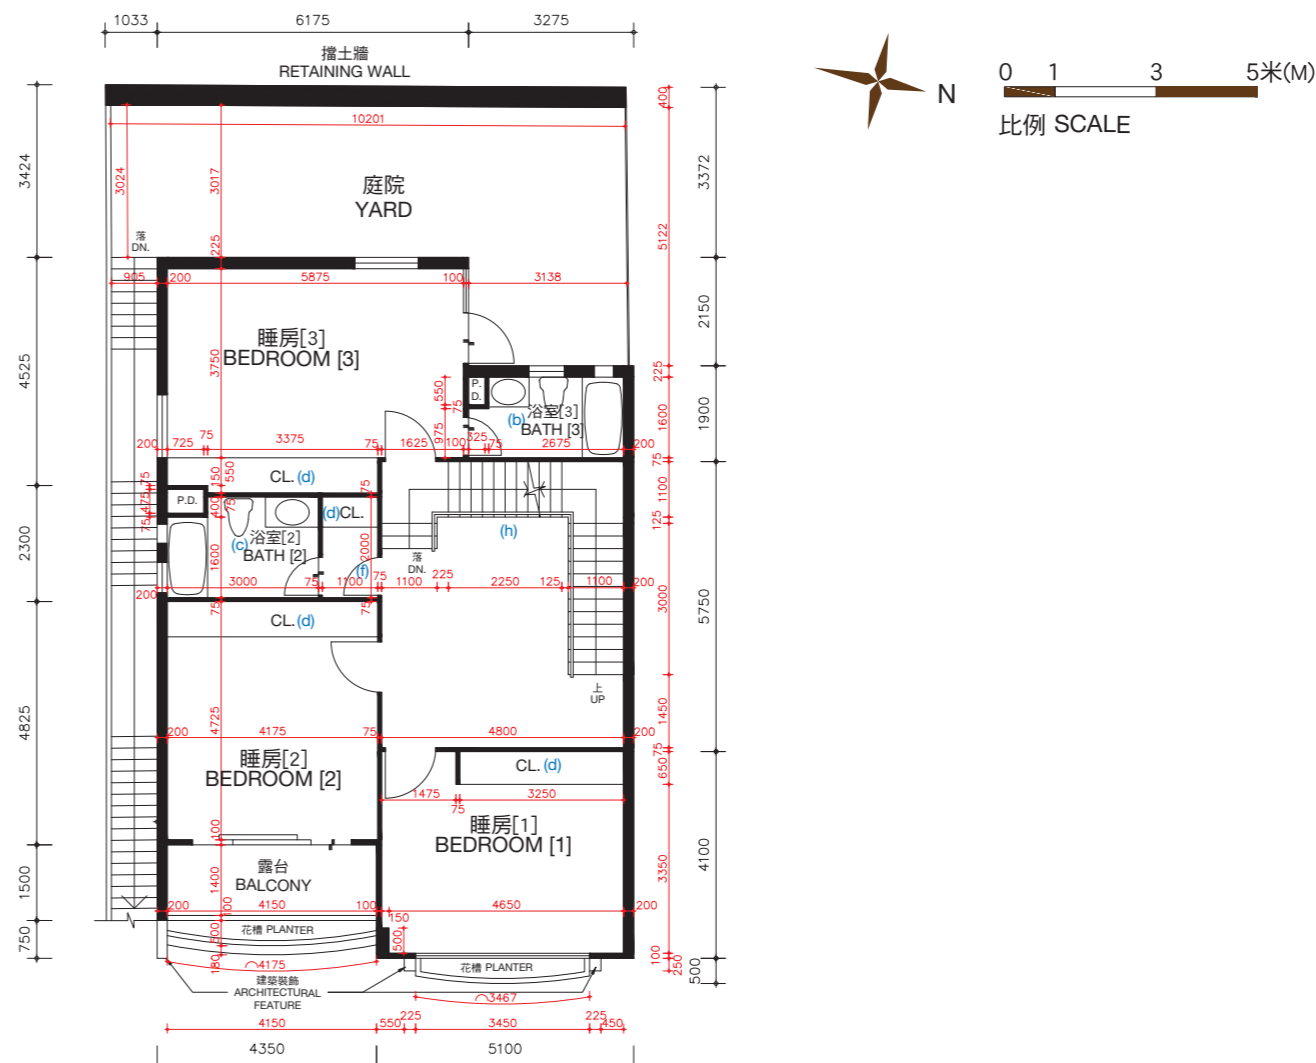 1033 6175 3275
擋土牆
RETAINING WALL
N
0 1 3 5米(M)
比例 SCALE
400
10201
3424
3024
3017
3372
庭院
YARD
5122
落
DN.
225
905 200 5875 100 3138
2150
睡房[3]
BEDROOM [3]
4525
3750
225
P.
D.
550
75
(b)
浴室[3]
BATH [3]
1600
1900
975
325
200 725 75 3375 75 1625 100 75 2675 200
75
75
150
550
CL. (d)
75
1100
P.D.
475
400
75
(d)CL.
125
75
(h)
2300
(c)
浴室[2]
BATH [2]
1600
2000
落
DN.
(f)
200 3000 75 1100 75 1100 225 2250 125 1100 200
3000
5750
75
75
CL. (d)
上
UP
4825
4725
1450
200 4175 75 4800 200
75
睡房[2]
BEDROOM [2]
CL. (d)
650
1475 3250
75
睡房[1]
BEDROOM [1]
100
3350
4100
露台
BALCONY
1500
1400
200 4150 100 4650 200
100
150
花槽 PLANTER
500
500
750
180
100
250
500
4175
花槽 PLANTER
建築裝飾
ARCHITECTURAL
FEATURE
3467
4150 550 225 3450 225 450
4350 5100